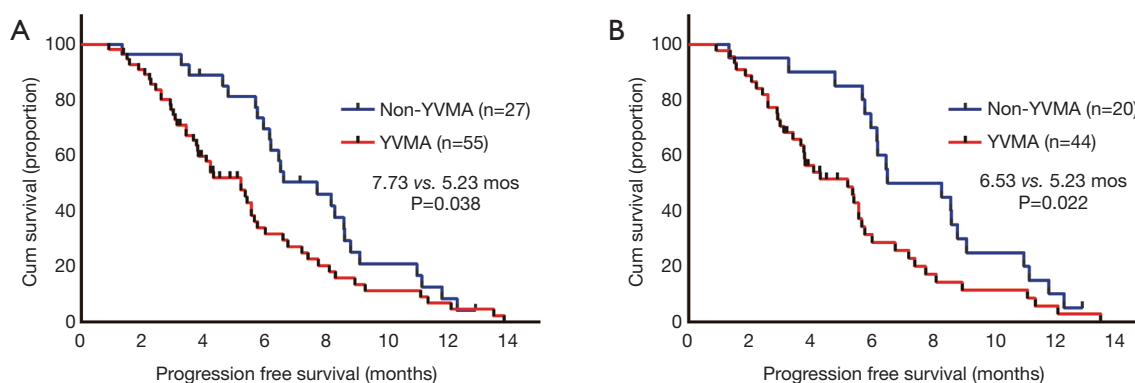 A
Cum survival (proportion)
100
80
60
40
20
0
Non-YVMA (n=27)
YVMA (n=55)
7.73 vs. 5.23 mos
P=0.038
0 2 4 6 8 10 12 14
Progression free survival (months)
B
Cum survival (proportion)
100
80
60
40
20
0
Non-YVMA (n=20)
YVMA (n=44)
6.53 vs. 5.23 mos
P=0.022
0 2 4 6 8 10 12 14
Progression free survival (months)